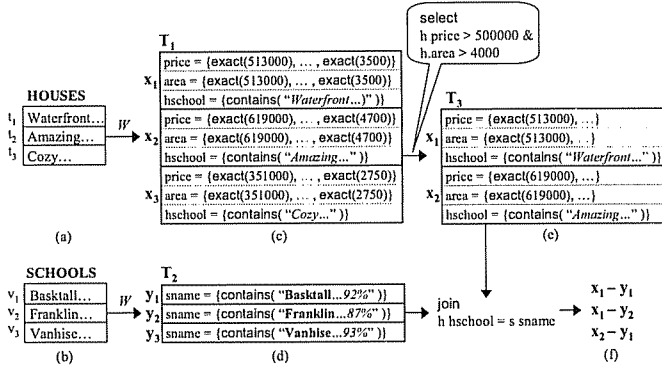 select
h price > 500000 &
h.area > 4000
T1
price = {exact(513000), … , exact(3500)}
x1 area = {exact(513000), … , exact(3500)}
hschool = {contains( “Waterfront...)” )}
price = {exact(619000), … , exact(4700)}
x2 area = {exact(619000), … , exact(4700)}
hschool = {contains( “Amazing...” )}
price = {exact(351000), … , exact(2750)}
x3 area = {exact(351000), … , exact(2750)}
hschool = {contains( “Cozy...” )}
(c)
HOUSES
t1 Waterfront...
t2 Amazing...
t3 Cozy...
W
(a)
T3
price = {exact(513000), ...}
x1 area = {exact(513000), ...}
hschool = {contains( “Waterfront...” )}
price = {exact(619000), ...}
x2 area = {exact(619000), ...}
hschool = {contains( “Amazing...” )}
(e)
SCHOOLS
v1 Basktall...
v2 Franklin...
v3 Vanhise...
W
(b)
T2
y1 sname = {contains( “Basktall...92%” )}
y2 sname = {contains( “Franklin...87%” )}
y3 sname = {contains( “Vanhise...93%” )}
(d)
join
h hschool = s sname
x1 – y1
x1 – y2
x2 – y1
(f)